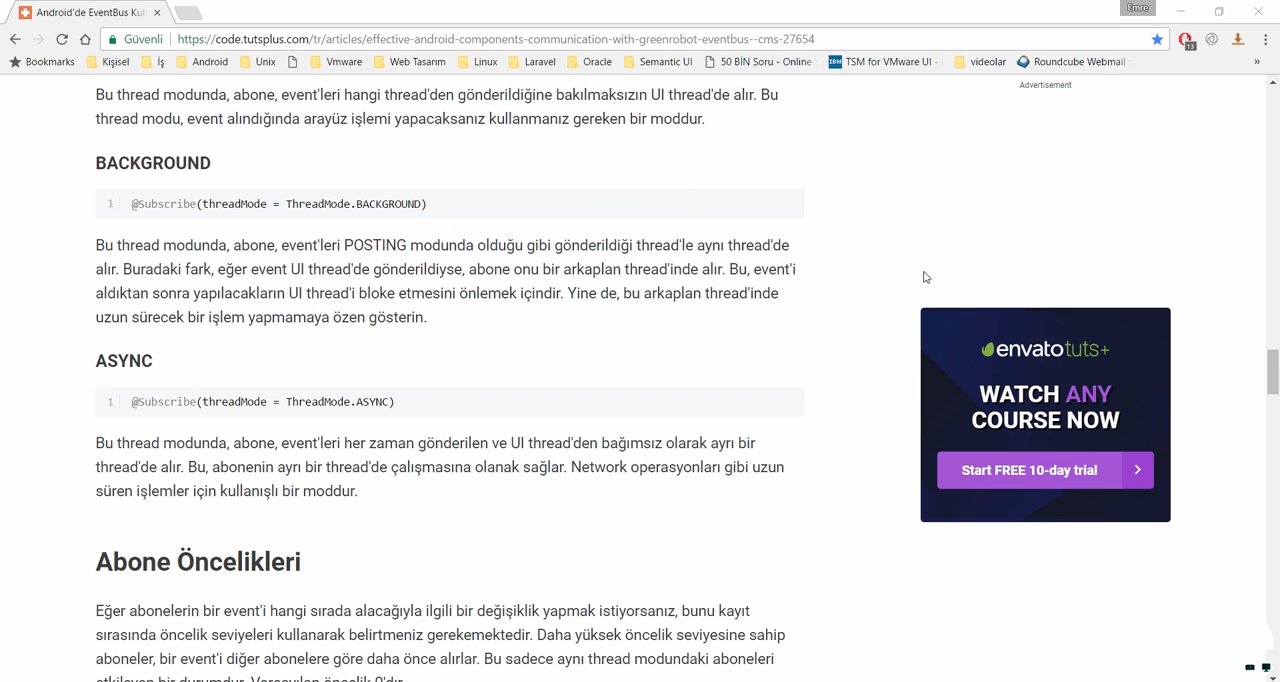 Emre
Android'de EventBus Kul
Güvenli
https://code.tutsplus.com/tr/articles/effective-android-components-communication-with-greenrobot-eventbus--cms-27654
13
Bookmarks Kişisel İş Android Unix Vmware Web Tasarım Linux Laravel Oracle Semantic UI 50 BİN Soru - Online TSM for VMware UI - videolar Roundcube Webmail »
Bu thread modunda, abone, event'leri hangi thread'den gönderildiğine bakılmaksızın UI thread'de alır. Bu
thread modu, event alındığında arayüz işlemi yapacaksanız kullanmanız gereken bir moddur.
BACKGROUND
1 @Subscribe(threadMode = ThreadMode.BACKGROUND)
Bu thread modunda, abone, event'leri POSTING modunda olduğu gibi gönderildiği thread'le aynı thread'de
alır. Buradaki fark, eğer event UI thread'de gönderildiyse, abone onu bir arkaplan thread'inde alır. Bu, event'i
aldıktan sonra yapılacakların UI thread'i bloke etmesini önlemek içindir. Yine de, bu arkaplan thread'inde
uzun sürecek bir işlem yapmamaya özen gösterin.
ASYNC
1 @Subscribe(threadMode = ThreadMode.ASYNC)
Bu thread modunda, abone, event'leri her zaman gönderilen ve UI thread'den bağımsız olarak ayrı bir
thread'de alır. Bu, abonenin ayrı bir thread'de çalışmasına olanak sağlar. Network operasyonları gibi uzun
süren işlemler için kullanışlı bir moddur.
Abone Öncelikleri
Eğer abonelerin bir event'i hangi sırada alacağıyla ilgili bir değişiklik yapmak istiyorsanız, bunu kayıt
sırasında öncelik seviyeleri kullanarak belirtmeniz gerekemektedir. Daha yüksek öncelik seviyesine sahip
aboneler, bir event'i diğer abonelere göre daha önce alırlar. Bu sadece aynı thread modundaki aboneleri
etkileyen bir durumdur. Varsayılan öncelik 0'dır.
Advertisement
envatotuts+
WATCH ANY
COURSE NOW
Start FREE 10-day trial